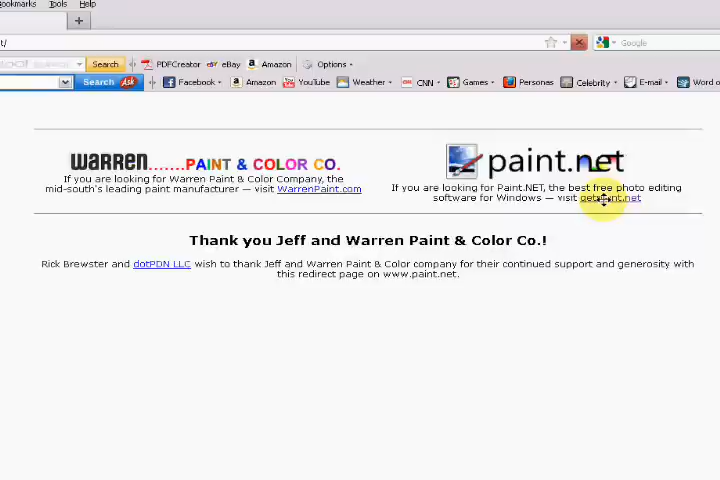 ookmarks Tools Help
+
t/
Google
Search PDFCreator eBay Amazon Options
Search Ask Facebook Amazon YouTube Weather CNN Games Personas Celebrity E-mail Word o
WARREN.......PAINT & COLOR CO.
If you are looking for Warren Paint & Color Company, the
mid-south's leading paint manufacturer — visit WarrenPaint.com
paint.net
If you are looking for Paint.NET, the best free photo editing
software for Windows — visit getpaint.net
Thank you Jeff and Warren Paint & Color Co.!
Rick Brewster and dotPDN LLC wish to thank Jeff and Warren Paint & Color company for their continued support and generosity with
this redirect page on www.paint.net.